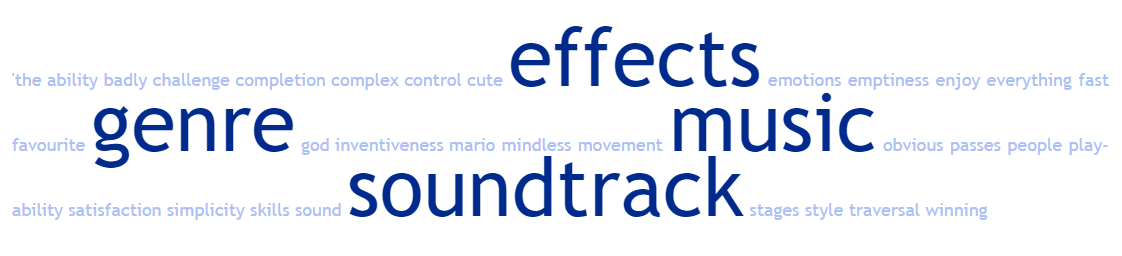 'the ability badly challenge completion complex control cute effects emotions emptiness enjoy everything fast
favourite genre god inventiveness mario mindless movement music obvious passes people play-
ability satisfaction simplicity skills sound soundtrack stages style traversal winning